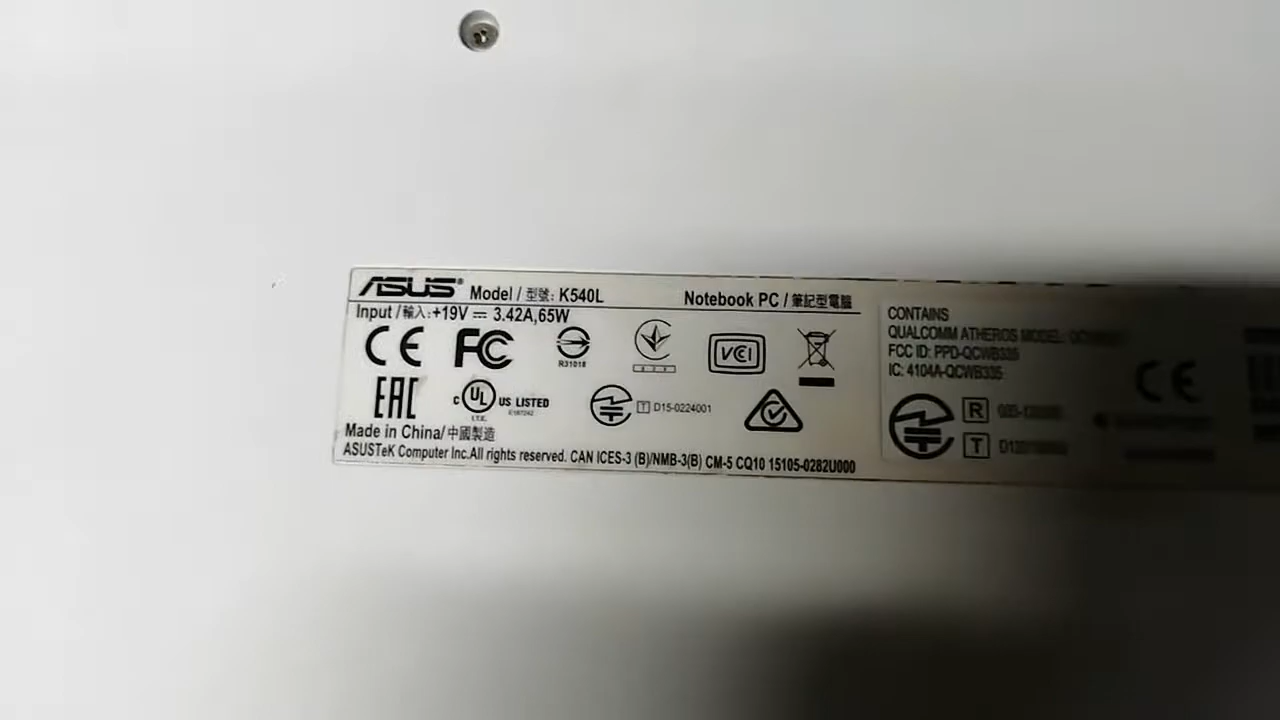 ASUS® Model / 型號: K540L Notebook PC / 筆記型電腦
Input / 輸入: +19V ⎓ 3.42A,65W
CE FC R31018 VCCI
EAC c UL US LISTED I.T.E. E187242 T D15-0224001
Made in China/ 中國製造
ASUSTeK Computer Inc.All rights reserved. CAN ICES-3 (B)/NMB-3(B) CM-5 CQ10 15105-0282U000
CONTAINS
QUALCOMM ATHEROS MODEL:
FCC ID: PPD-QCWB335
IC: 4104A-QCWB335
R
T
CE